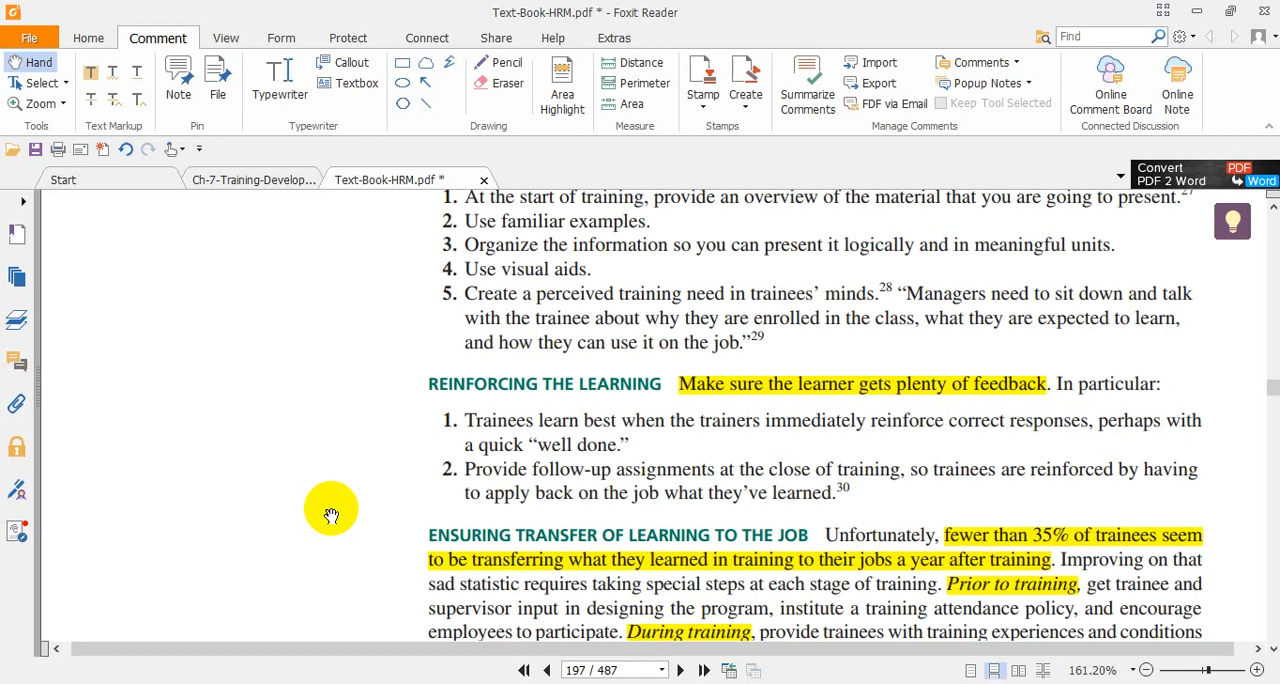 Text-Book-HRM.pdf * - Foxit Reader
File Home Comment View Form Protect Connect Share Help Extras Find
Hand
Select
Zoom
Tools
T T T
T T T
Text Markup
Note File
Pin
Typewriter
Callout
Textbox
Typewriter
Pencil
Eraser
Area
Highlight
Drawing
Distance
Perimeter
Area
Measure
Stamp Create
Stamps
Summarize
Comments
Import
Export
FDF via Email
Comments
Popup Notes
Keep Tool Selected
Manage Comments
Online
Comment Board
Online
Note
Connected Discussion
Start Ch-7-Training-Develop... Text-Book-HRM.pdf *
Convert PDF
PDF 2 Word Word
1. At the start of training, provide an overview of the material that you are going to present.27
2. Use familiar examples.
3. Organize the information so you can present it logically and in meaningful units.
4. Use visual aids.
5. Create a perceived training need in trainees’ minds.28 “Managers need to sit down and talk
with the trainee about why they are enrolled in the class, what they are expected to learn,
and how they can use it on the job.”29
REINFORCING THE LEARNING Make sure the learner gets plenty of feedback. In particular:
1. Trainees learn best when the trainers immediately reinforce correct responses, perhaps with
a quick “well done.”
2. Provide follow-up assignments at the close of training, so trainees are reinforced by having
to apply back on the job what they’ve learned.30
ENSURING TRANSFER OF LEARNING TO THE JOB Unfortunately, fewer than 35% of trainees seem
to be transferring what they learned in training to their jobs a year after training. Improving on that
sad statistic requires taking special steps at each stage of training. Prior to training, get trainee and
supervisor input in designing the program, institute a training attendance policy, and encourage
employees to participate. During training, provide trainees with training experiences and conditions
197 / 487
161.20%